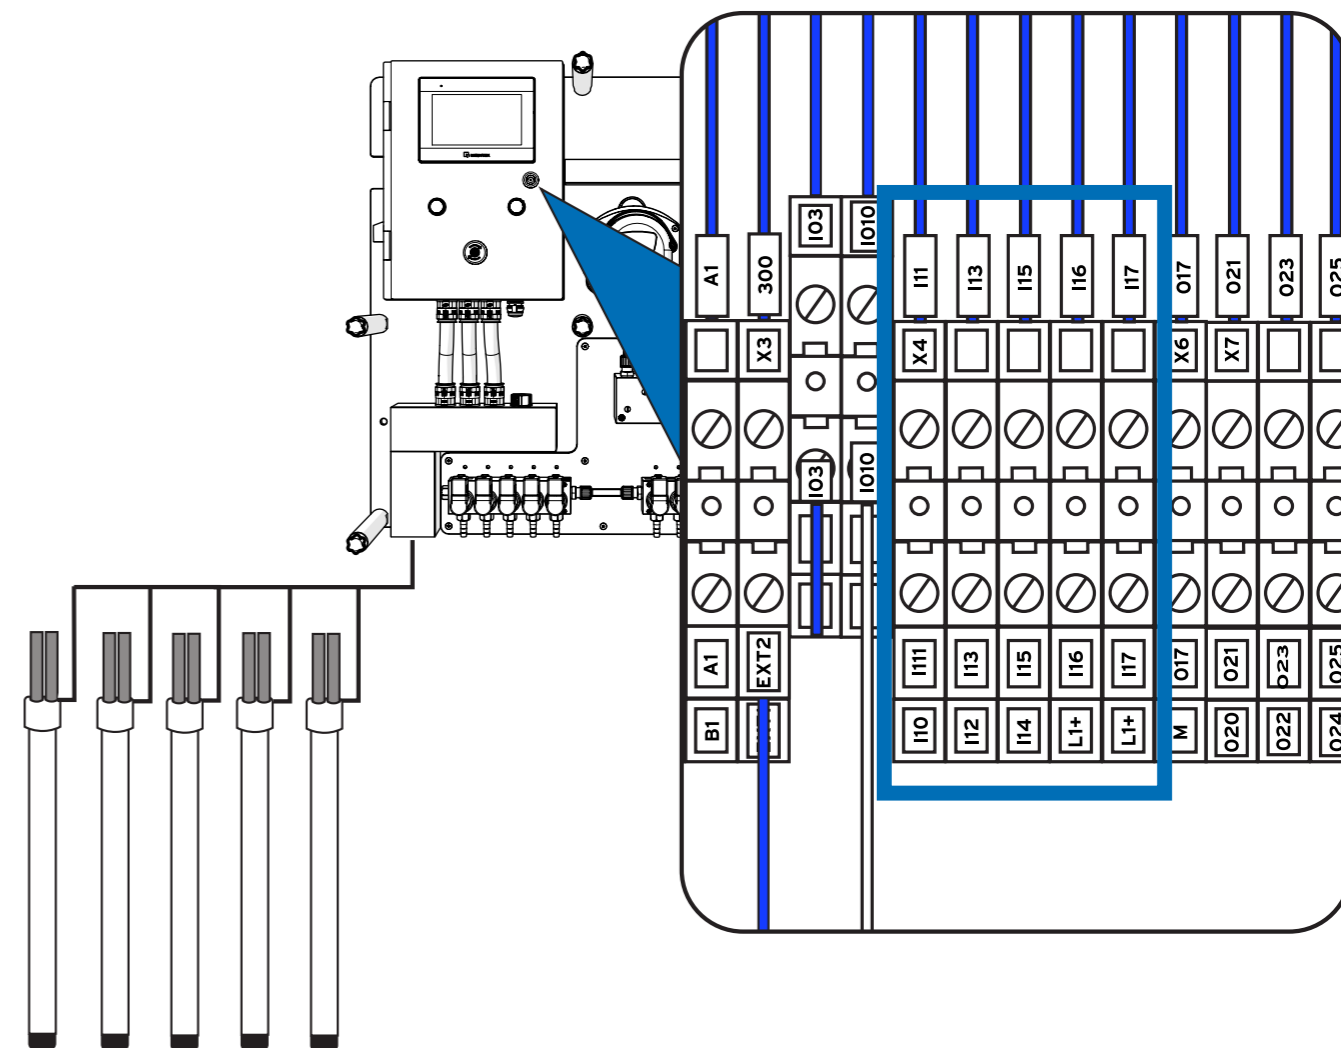 IO3 IO10
A1 300 I11 I13 I15 I16 I17 O17 O21 O23 O25
X3 X4 X6 X7
IO3 IO10
A1 EXT2 I111 I13 I15 I16 I17 O17 O21 O23 O25
B1 I10 I12 I14 L1+ L1+ M O20 O22 O24